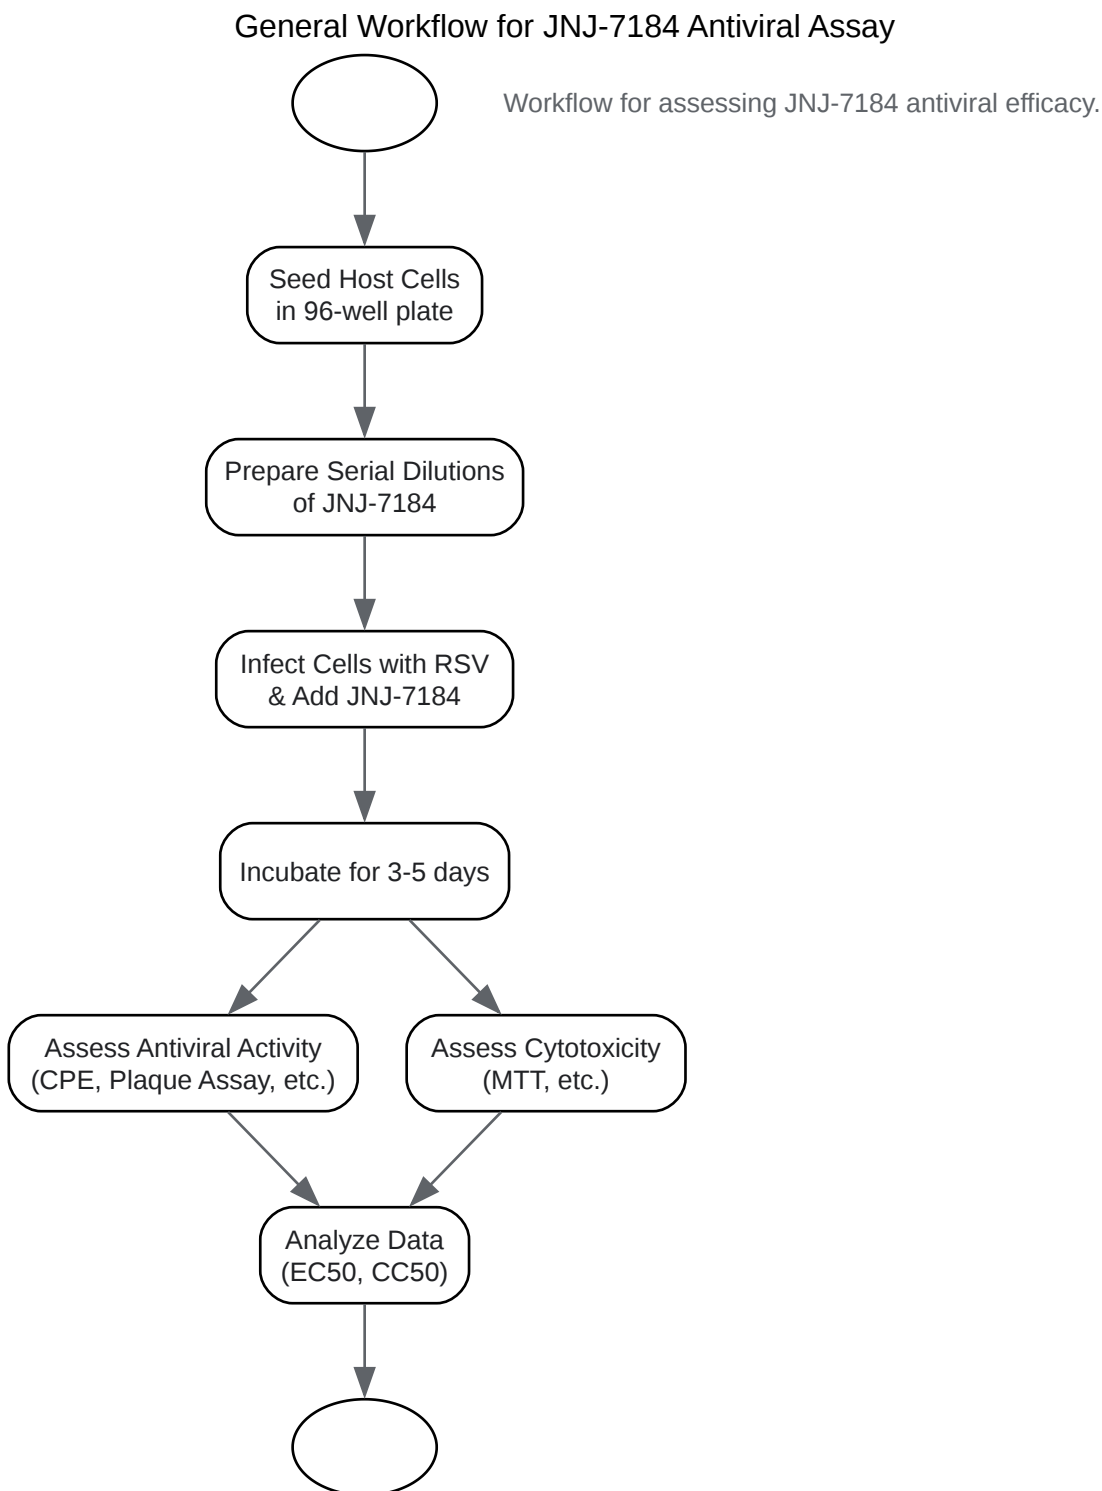 General Workflow for JNJ-7184 Antiviral Assay
Workflow for assessing JNJ-7184 antiviral efficacy.
Seed Host Cells
in 96-well plate
Prepare Serial Dilutions
of JNJ-7184
Infect Cells with RSV
& Add JNJ-7184
Incubate for 3-5 days
Assess Antiviral Activity
(CPE, Plaque Assay, etc.)
Assess Cytotoxicity
(MTT, etc.)
Analyze Data
(EC50, CC50)